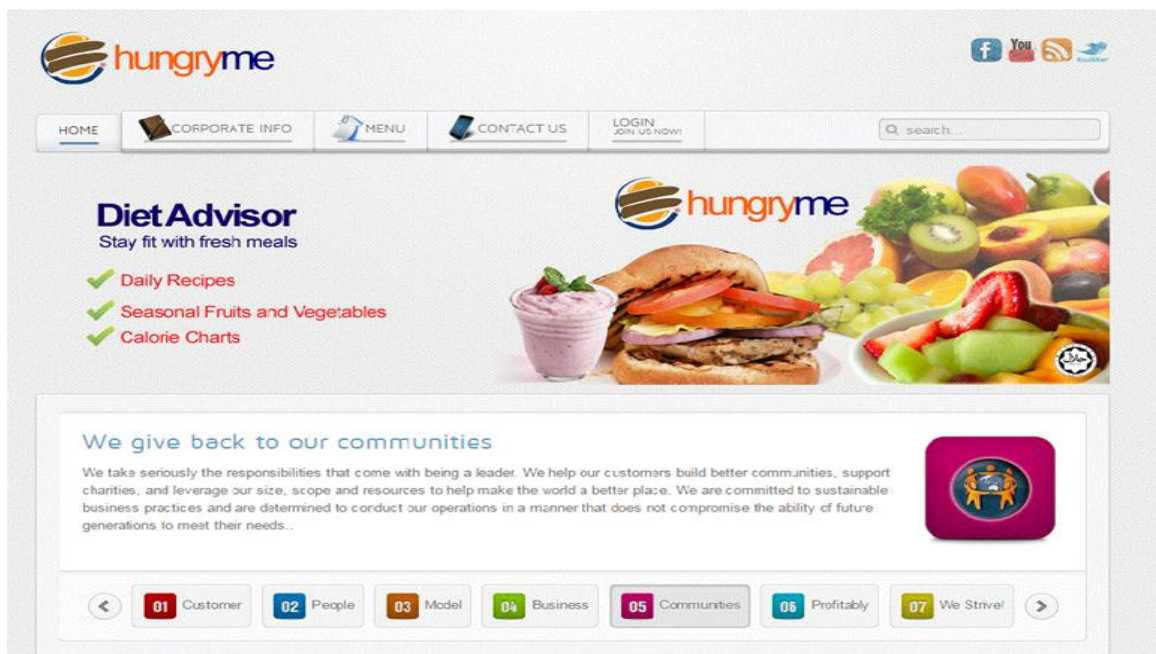 hungryme
You
HOME
CORPORATE INFO
MENU
CONTACT US
LOGIN
JOIN US NOW!
search...
Diet Advisor
Stay fit with fresh meals
Daily Recipes
Seasonal Fruits and Vegetables
Calorie Charts
hungryme
حلال
We give back to our communities
We take seriously the responsibilities that come with being a leader. We help our customers build better communities, support
charities, and leverage our size, scope and resources to help make the world a better place. We are committed to sustainable
business practices and are determined to conduct our operations in a manner that does not compromise the ability of future
generations to meet their needs..
01 Customer
02 People
03 Model
04 Business
05 Communities
06 Profitably
07 We Strive!